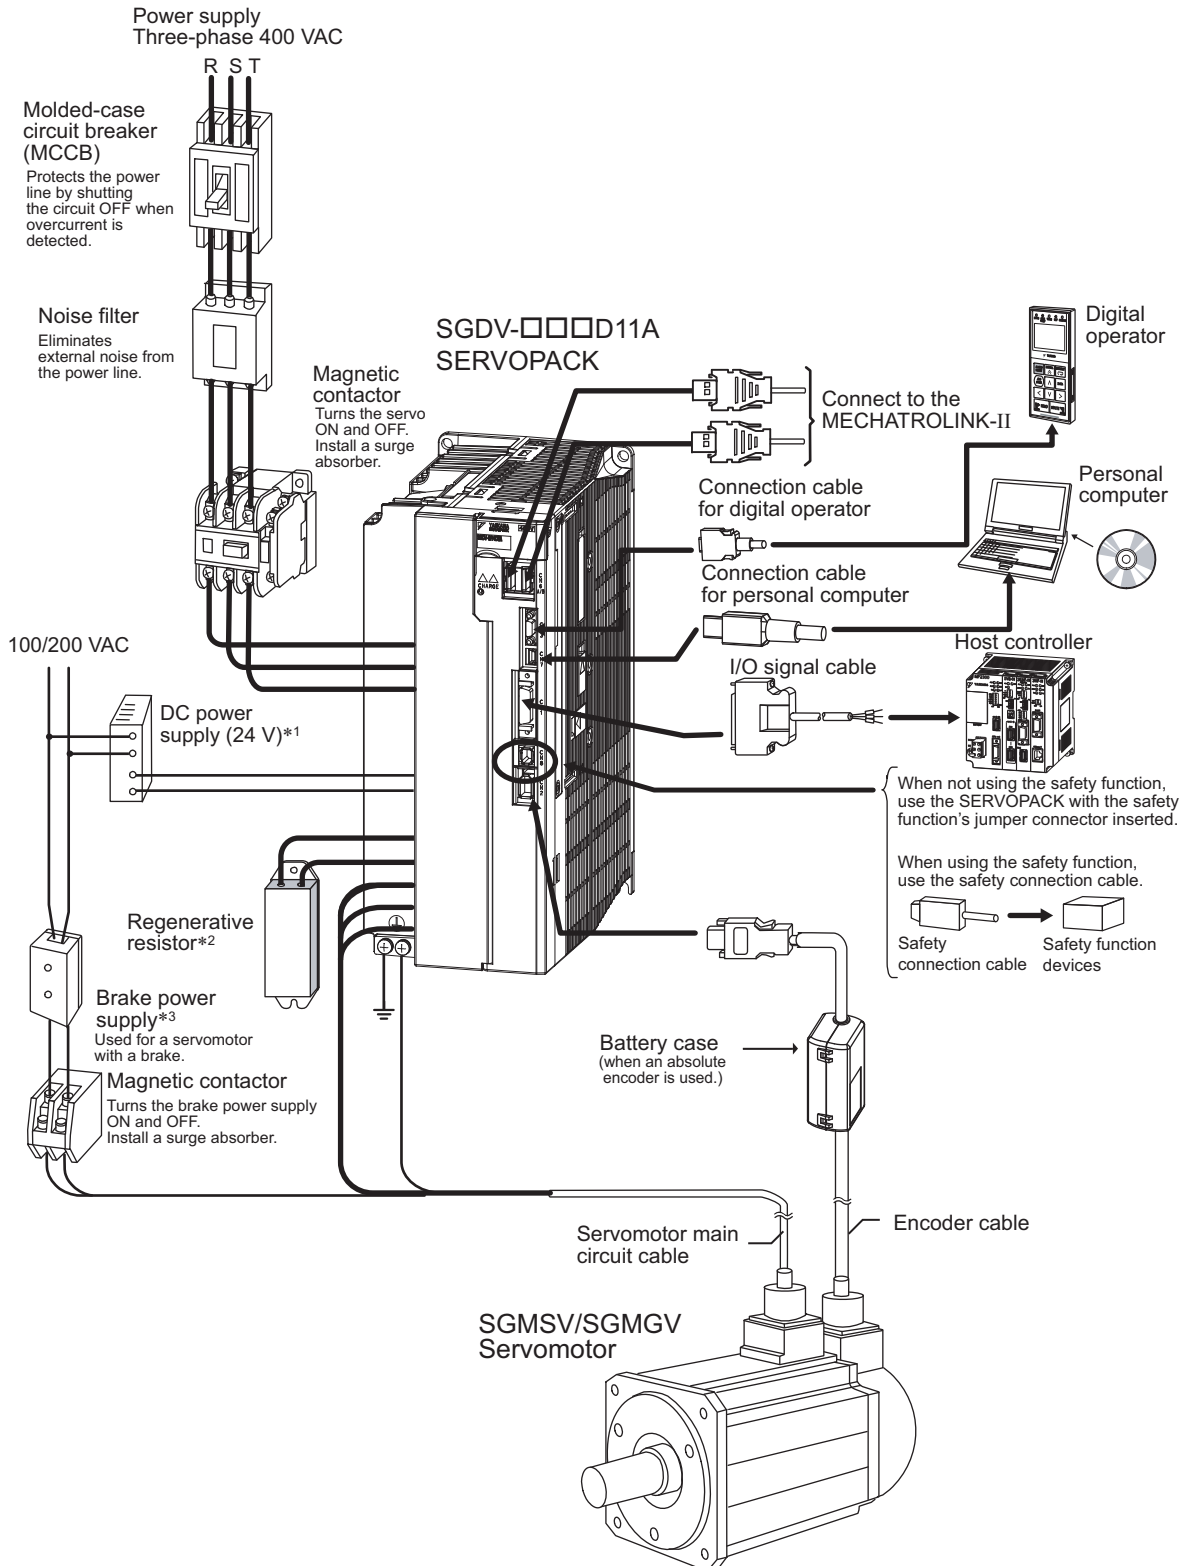 Power supply
Three-phase 400 VAC
R S T
Molded-case
circuit breaker
(MCCB)
Protects the power
line by shutting
the circuit OFF when
overcurrent is
detected.
Noise filter
Eliminates
external noise from
the power line.
Magnetic
contactor
Turns the servo
ON and OFF.
Install a surge
absorber.
SGDV-□□□D11A
SERVOPACK
Connect to the
MECHATROLINK-II
Digital
operator
Connection cable
for digital operator
Personal
computer
Connection cable
for personal computer
Host controller
I/O signal cable
CHARGE
100/200 VAC
DC power
supply (24 V)*1
When not using the safety function,
use the SERVOPACK with the safety
function's jumper connector inserted.
When using the safety function,
use the safety connection cable.
Safety
connection cable
Safety function
devices
Regenerative
resistor*2
Brake power
supply*3
Used for a servomotor
with a brake.
Magnetic contactor
Turns the brake power supply
ON and OFF.
Install a surge absorber.
Battery case
(when an absolute
encoder is used.)
Servomotor main
circuit cable
Encoder cable
SGMSV/SGMGV
Servomotor